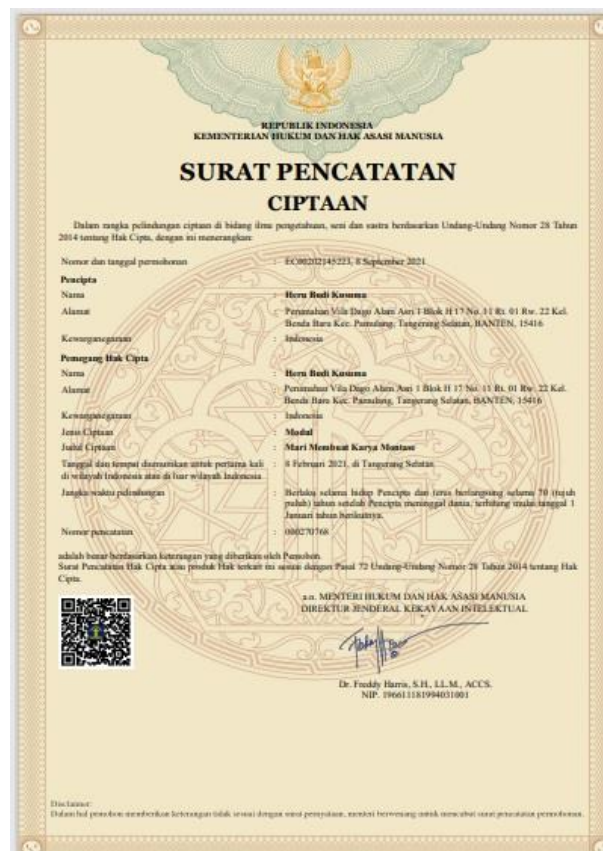 REPUBLIK INDONESIA
KEMENTERIAN HUKUM DAN HAK ASASI MANUSIA
SURAT PENCATATAN
CIPTAAN
Dalam rangka pelindungan ciptaan di bidang ilmu pengetahuan, seni dan sastra berdasarkan Undang-Undang Nomor 28 Tahun
2014 tentang Hak Cipta, dengan ini menerangkan:
Nomor dan tanggal permohonan : EC00202145223, 8 September 2021
Pencipta
Nama : Heru Budi Kusuma
Alamat : Perumahan Vila Dago Alam Asri 1 Blok H 17 No. 11 Rt. 01 Rw. 22 Kel.
Benda Baru Kec. Pamulang, Tangerang Selatan, BANTEN, 15416
Kewarganegaraan : Indonesia
Pemegang Hak Cipta
Nama : Heru Budi Kusuma
Alamat : Perumahan Vila Dago Alam Asri 1 Blok H 17 No. 11 Rt. 01 Rw. 22 Kel.
Benda Baru Kec. Pamulang, Tangerang Selatan, BANTEN, 15416
Kewarganegaraan : Indonesia
Jenis Ciptaan : Modul
Judul Ciptaan : Mari Membuat Karya Montase
Tanggal dan tempat diumumkan untuk pertama kali : 8 Februari 2021, di Tangerang Selatan
di wilayah Indonesia atau di luar wilayah Indonesia
Jangka waktu pelindungan : Berlaku selama hidup Pencipta dan terus berlangsung selama 70 (tujuh
puluh) tahun setelah Pencipta meninggal dunia, terhitung mulai tanggal 1
Januari tahun berikutnya.
Nomor pencatatan : 000270768
adalah benar berdasarkan keterangan yang diberikan oleh Pemohon.
Surat Pencatatan Hak Cipta atau produk Hak terkait ini sesuai dengan Pasal 72 Undang-Undang Nomor 28 Tahun 2014 tentang Hak
Cipta.
a.n. MENTERI HUKUM DAN HAK ASASI MANUSIA
DIREKTUR JENDERAL KEKAYAAN INTELEKTUAL
Dr. Freddy Harris, S.H., LL.M., ACCS.
NIP. 196611181994031001
Disclaimer:
Dalam hal pemohon memberikan keterangan tidak sesuai dengan surat pernyataan, menteri berwenang untuk mencabut surat pencatatan permohonan.